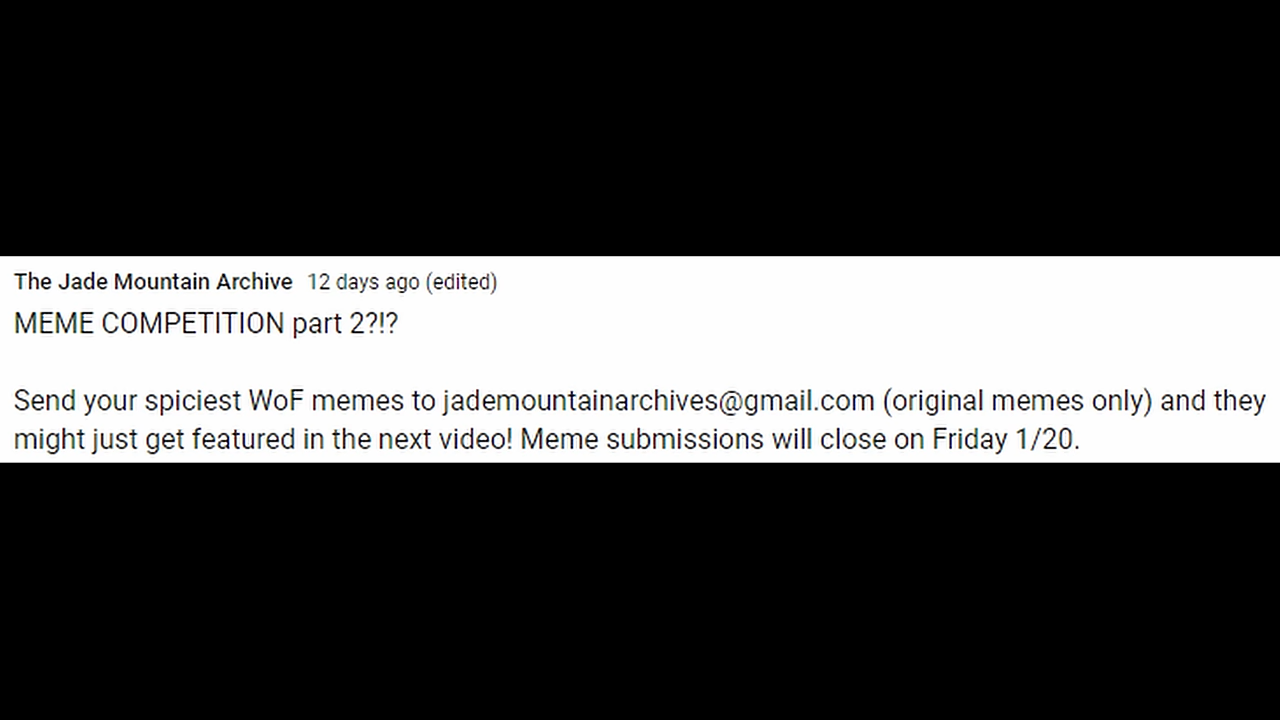 The Jade Mountain Archive 12 days ago (edited)
MEME COMPETITION part 2?!?
Send your spiciest WoF memes to jademountainarchives@gmail.com (original memes only) and they
might just get featured in the next video! Meme submissions will close on Friday 1/20.